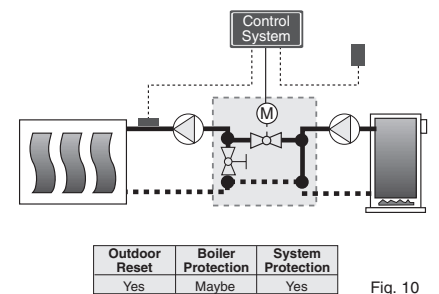 Control
System
M
Outdoor Reset Boiler Protection System Protection
Yes Maybe Yes
Fig. 10